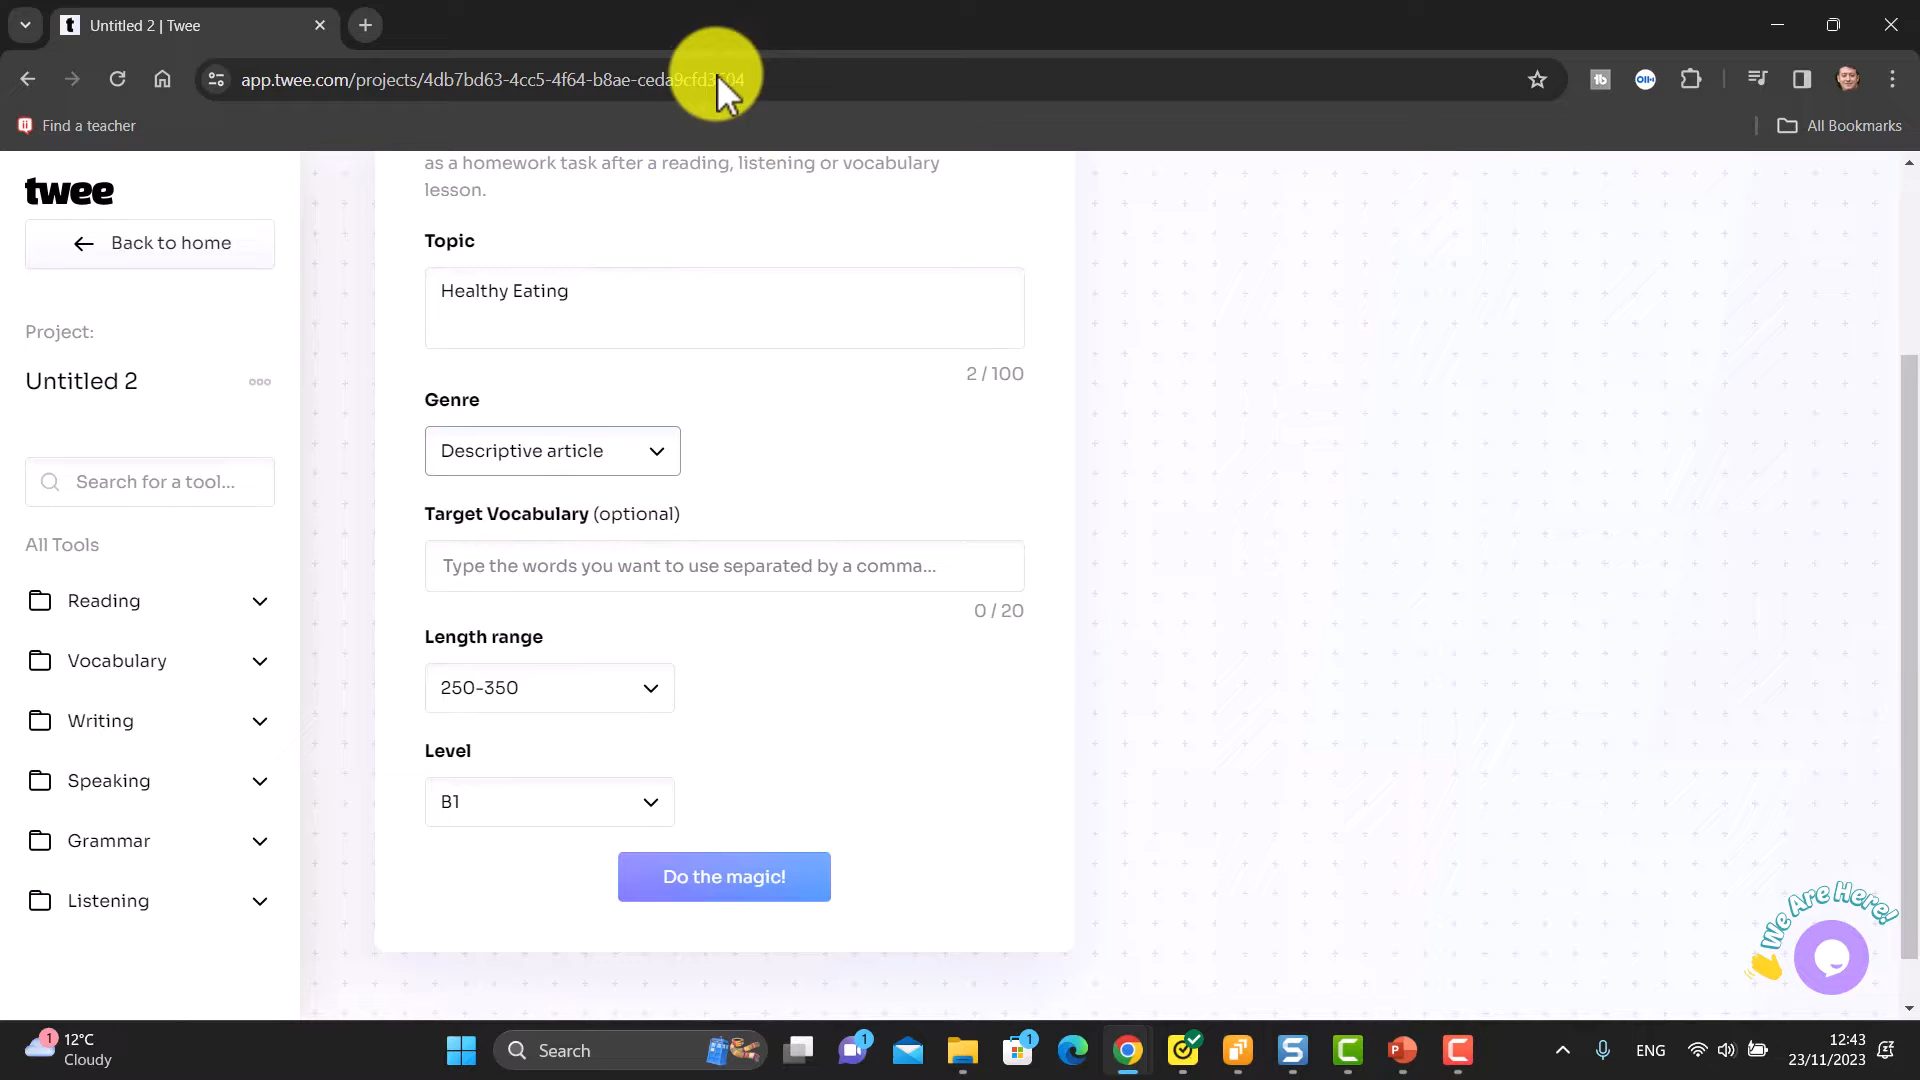 Untitled 2 | Twee
app.twee.com/projects/4db7bd63-4cc5-4f64-b8ae-ceda9cfd3504
Find a teacher
All Bookmarks
twee
Back to home
Project:
Untitled 2
Search for a tool...
All Tools
Reading
Vocabulary
Writing
Speaking
Grammar
Listening
as a homework task after a reading, listening or vocabulary
lesson.
Topic
Healthy Eating
2 / 100
Genre
Descriptive article
Target Vocabulary (optional)
Type the words you want to use separated by a comma...
0 / 20
Length range
250-350
Level
B1
Do the magic!
We Are Here!
1
12°C
Cloudy
Search
1
1
ENG
12:43
23/11/2023